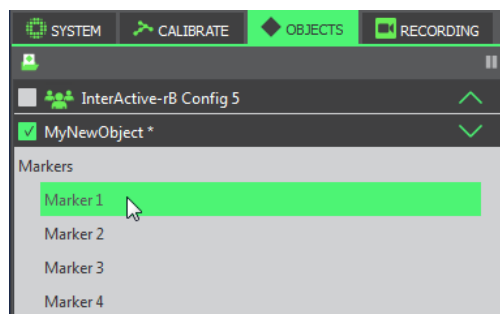 SYSTEM CALIBRATE OBJECTS RECORDING
InterActive-rB Config 5
MyNewObject *
Markers
Marker 1
Marker 2
Marker 3
Marker 4